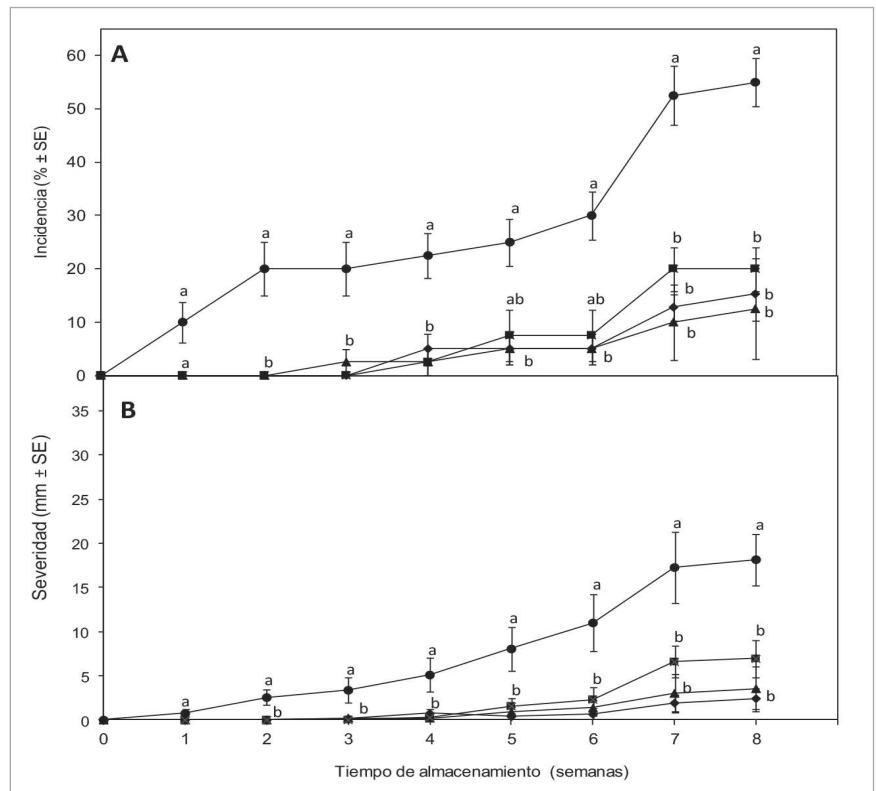 A
60
50
40
30
20
10
0
Incidencia (% ± SE)
a
a
a
a
a
a
a
a
a
b
b
b
ab
b
ab
b
b
b
b
b
b
b
B
35
30
25
20
15
10
5
0
Severidad (mm ± SE)
a
a
a
a
a
a
a
a
b
b
b
b
b
b
b
b
b
0 1 2 3 4 5 6 7 8
Tiempo de almacenamiento (semanas)